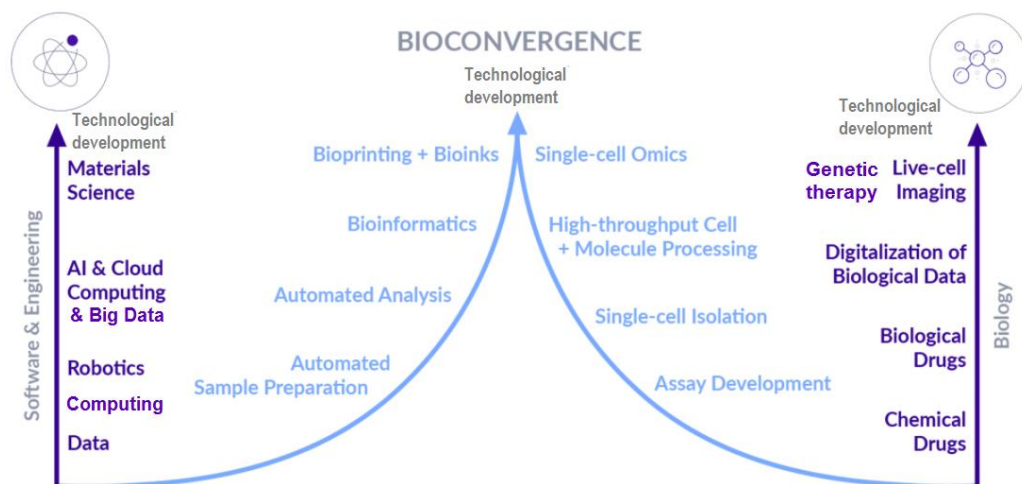 BIOCONVERGENCE
Technological
development
Technological
development
Technological
development
Software & Engineering
Materials
Science
AI & Cloud
Computing
& Big Data
Robotics
Computing
Data
Bioprinting + Bioinks
Bioinformatics
Automated Analysis
Automated
Sample Preparation
Single-cell Omics
High-throughput Cell
+ Molecule Processing
Single-cell Isolation
Assay Development
Genetic
therapy
Live-cell
Imaging
Digitalization of
Biological Data
Biological
Drugs
Chemical
Drugs
Biology